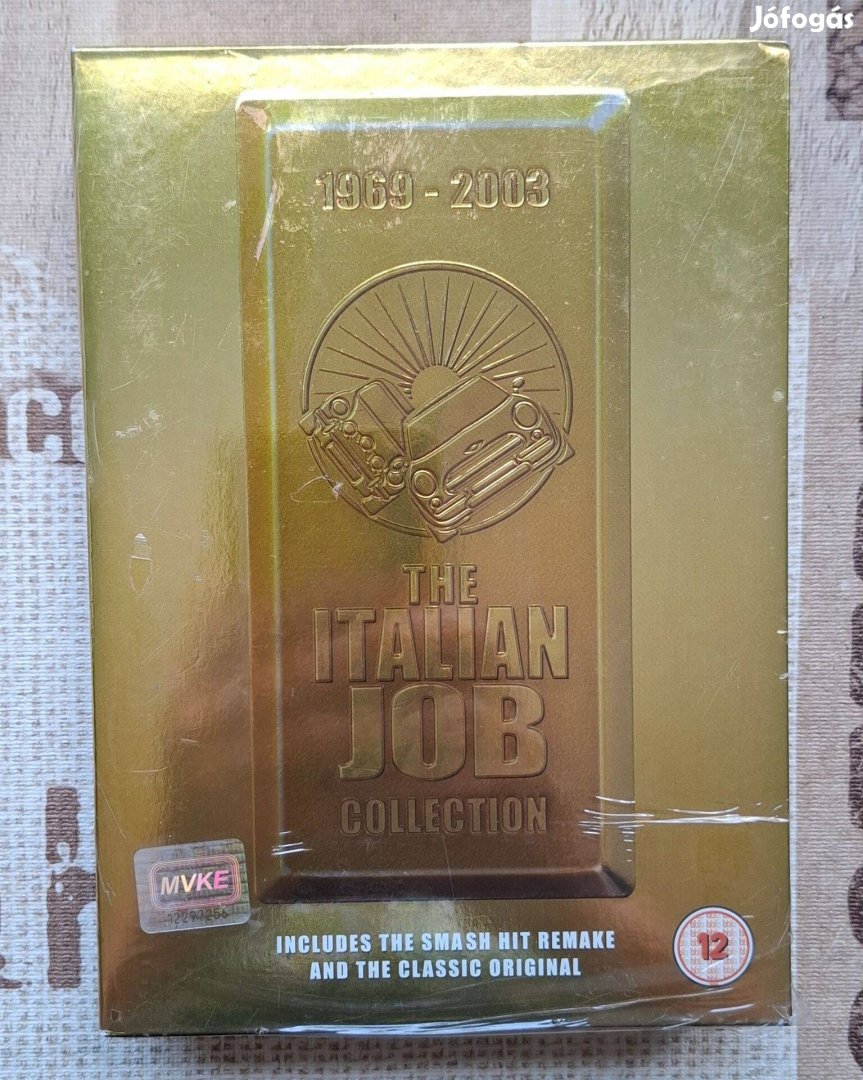 Jófogás
1969 - 2003
THE
ITALIAN
JOB
COLLECTION
MVKE
INCLUDES THE SMASH HIT REMAKE
AND THE CLASSIC ORIGINAL
12